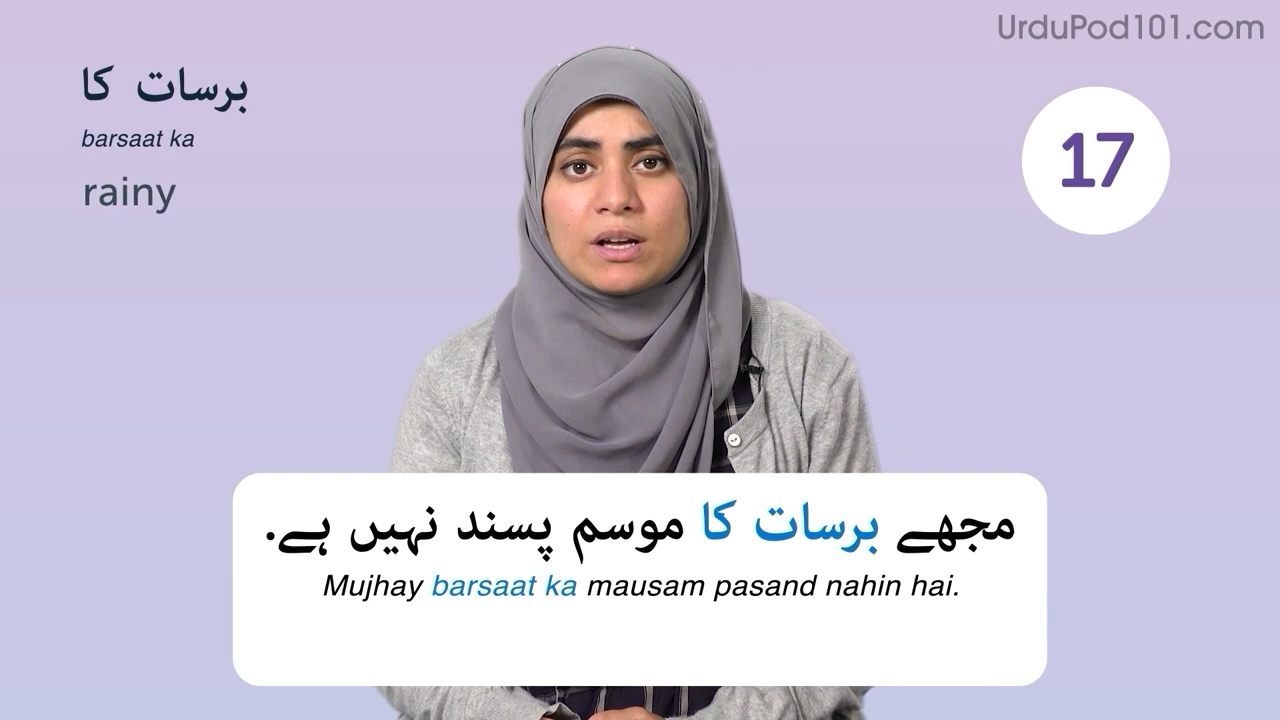 UrduPod101.com
برسات کا
barsaat ka
rainy
17
مجھے برسات کا موسم پسند نہیں ہے.
Mujhay barsaat ka mausam pasand nahin hai.